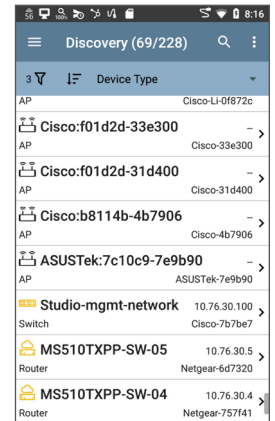 56 100% 8:16
Discovery (69/228)
3 Device Type
AP Cisco-Li-0f872c
Cisco:f01d2d-33e300 --
AP Cisco-33e300
Cisco:f01d2d-31d400 --
AP Cisco-31d400
Cisco:b8114b-4b7906 --
AP Cisco-4b7906
ASUSTek:7c10c9-7e9b90 --
AP ASUSTek-7e9b90
Studio-mgmt-network 10.76.30.100
Switch Cisco-7b7be7
MS510TXPP-SW-05 10.76.30.5
Router Netgear-6d7320
MS510TXPP-SW-04 10.76.30.4
Router Netgear-757f41